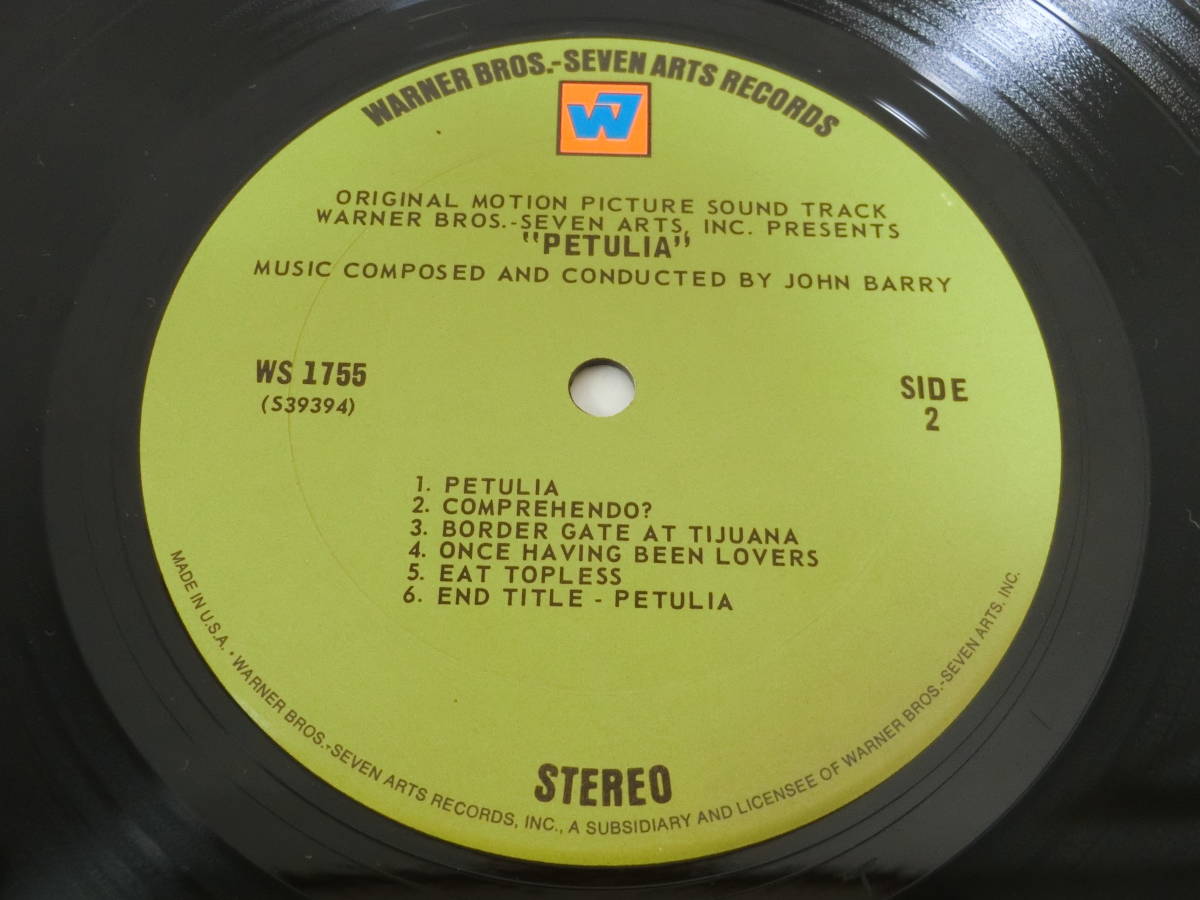 WARNER BROS.-SEVEN ARTS RECORDS
W7
ORIGINAL MOTION PICTURE SOUND TRACK
WARNER BROS.-SEVEN ARTS, INC. PRESENTS
"PETULIA"
MUSIC COMPOSED AND CONDUCTED BY JOHN BARRY
WS 1755
(S39394)
SIDE
2
1. PETULIA
2. COMPREHENDO?
3. BORDER GATE AT TIJUANA
4. ONCE HAVING BEEN LOVERS
5. EAT TOPLESS
6. END TITLE - PETULIA
STEREO
MADE IN U.S.A. • WARNER BROS.-SEVEN ARTS RECORDS, INC., A SUBSIDIARY AND LICENSEE OF WARNER BROS.-SEVEN ARTS, INC.